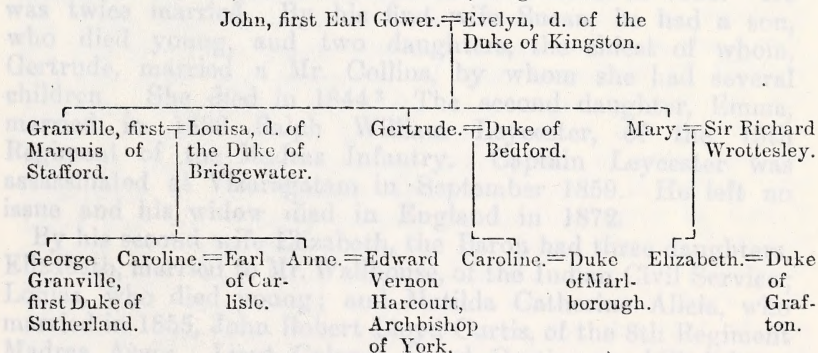 John, first Earl Gower.=Evelyn, d. of the
Duke of Kingston.
Granville, first=Louisa, d. of Gertrude.=Duke of Mary.=Sir Richard
Marquis of the Duke of Bedford. Wrottesley.
Stafford. Bridgewater.
George Caroline.=Earl Anne.=Edward Caroline.=Duke Elizabeth.=Duke
Granville, of Car- Vernon of Marl- of
first Duke of lisle. Harcourt, borough. Graf-
Sutherland. Archbishop ton.
of York.